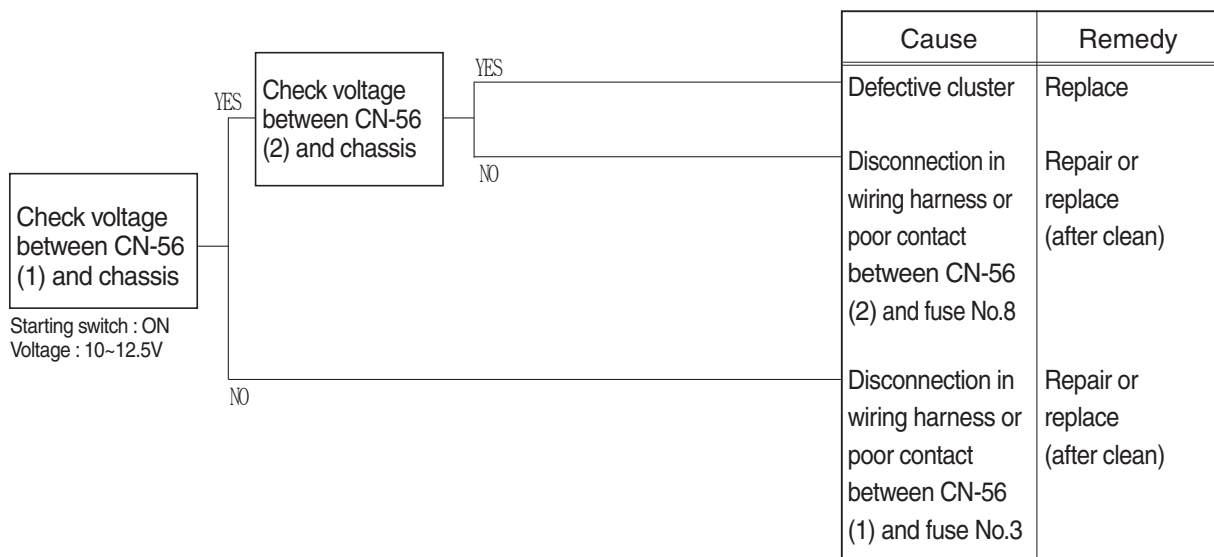 Cause Remedy
YES
Check voltage
between CN-56
(2) and chassis
YES
Defective cluster Replace
NO
Disconnection in Repair or
wiring harness or replace
poor contact (after clean)
between CN-56
(2) and fuse No.8
Check voltage
between CN-56
(1) and chassis
Starting switch : ON
Voltage : 10~12.5V
NO
Disconnection in Repair or
wiring harness or replace
poor contact (after clean)
between CN-56
(1) and fuse No.3